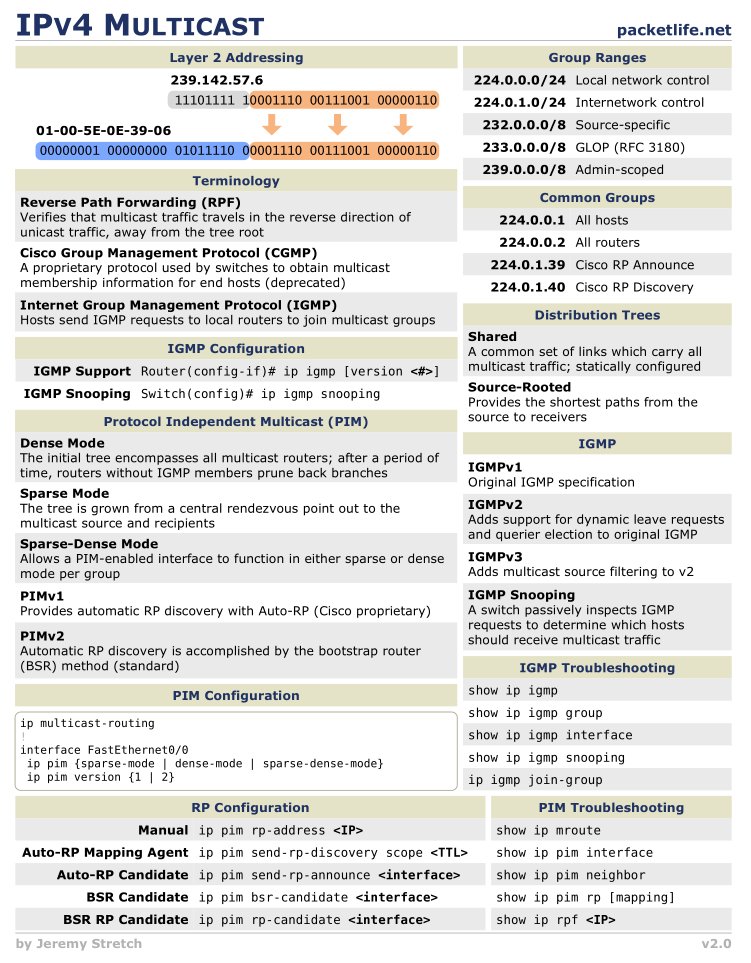 IPv4 Multicast
packetlife.net
Layer 2 Addressing
239.142.57.6
11101111 10001110 00111001 00000110
01-00-5E-0E-39-06
00000001 00000000 01011110 00001110 00111001 00000110
Terminology
Reverse Path Forwarding (RPF)
Verifies that multicast traffic travels in the reverse direction of
unicast traffic, away from the tree root
Cisco Group Management Protocol (CGMP)
A proprietary protocol used by switches to obtain multicast
membership information for end hosts (deprecated)
Internet Group Management Protocol (IGMP)
Hosts send IGMP requests to local routers to join multicast groups
IGMP Configuration
IGMP Support Router(config-if)# ip igmp [version <#>]
IGMP Snooping Switch(config)# ip igmp snooping
Protocol Independent Multicast (PIM)
Dense Mode
The initial tree encompasses all multicast routers; after a period of
time, routers without IGMP members prune back branches
Sparse Mode
The tree is grown from a central rendezvous point out to the
multicast source and recipients
Sparse-Dense Mode
Allows a PIM-enabled interface to function in either sparse or dense
mode per group
PIMv1
Provides automatic RP discovery with Auto-RP (Cisco proprietary)
PIMv2
Automatic RP discovery is accomplished by the bootstrap router
(BSR) method (standard)
PIM Configuration
ip multicast-routing
!
interface FastEthernet0/0
ip pim {sparse-mode | dense-mode | sparse-dense-mode}
ip pim version {1 | 2}
Group Ranges
224.0.0.0/24 Local network control
224.0.1.0/24 Internetwork control
232.0.0.0/8 Source-specific
233.0.0.0/8 GLOP (RFC 3180)
239.0.0.0/8 Admin-scoped
Common Groups
224.0.0.1 All hosts
224.0.0.2 All routers
224.0.1.39 Cisco RP Announce
224.0.1.40 Cisco RP Discovery
Distribution Trees
Shared
A common set of links which carry all
multicast traffic; statically configured
Source-Rooted
Provides the shortest paths from the
source to receivers
IGMP
IGMPv1
Original IGMP specification
IGMPv2
Adds support for dynamic leave requests
and querier election to original IGMP
IGMPv3
Adds multicast source filtering to v2
IGMP Snooping
A switch passively inspects IGMP
requests to determine which hosts
should receive multicast traffic
IGMP Troubleshooting
show ip igmp
show ip igmp group
show ip igmp interface
show ip igmp snooping
ip igmp join-group
RP Configuration
Manual ip pim rp-address <IP>
Auto-RP Mapping Agent ip pim send-rp-discovery scope <TTL>
Auto-RP Candidate ip pim send-rp-announce <interface>
BSR Candidate ip pim bsr-candidate <interface>
BSR RP Candidate ip pim rp-candidate <interface>
PIM Troubleshooting
show ip mroute
show ip pim interface
show ip pim neighbor
show ip pim rp [mapping]
show ip rpf <IP>
by Jeremy Stretch
v2.0